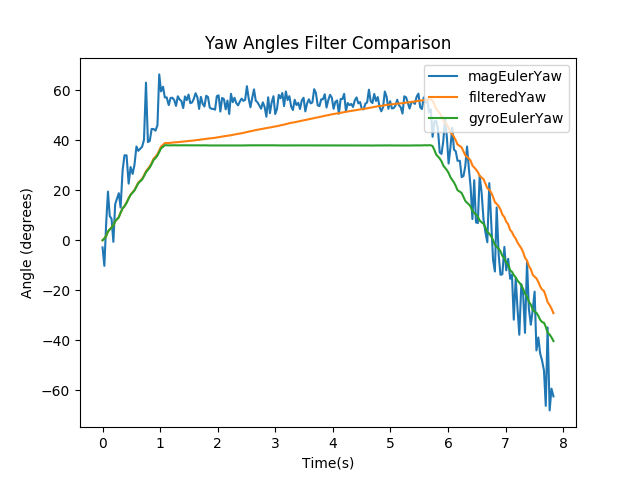 Yaw Angles Filter Comparison
magEulerYaw
filteredYaw
gyroEulerYaw
Angle (degrees)
60
40
20
0
−20
−40
−60
0 1 2 3 4 5 6 7 8
Time(s)